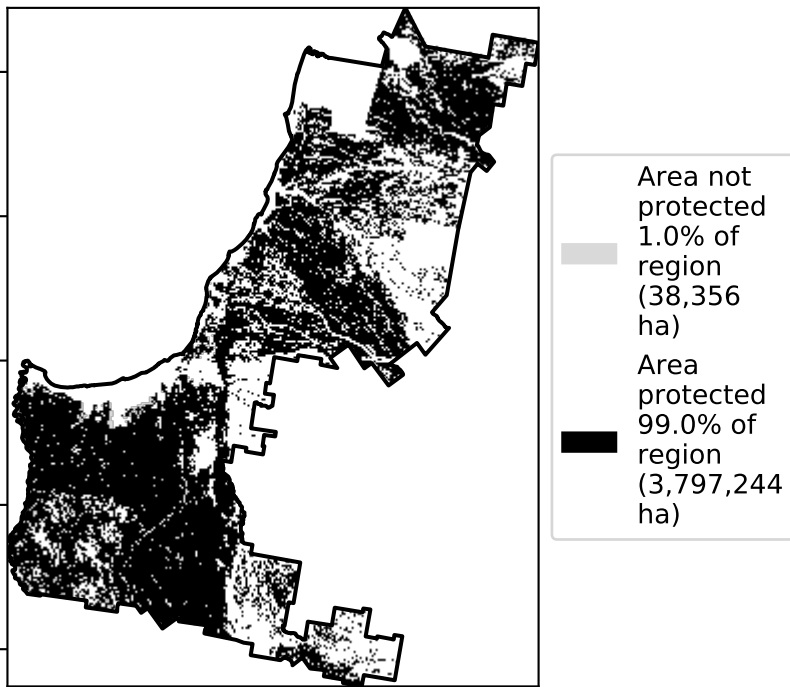 Area not
protected
1.0% of
region
(38,356
ha)
Area
protected
99.0% of
region
(3,797,244
ha)